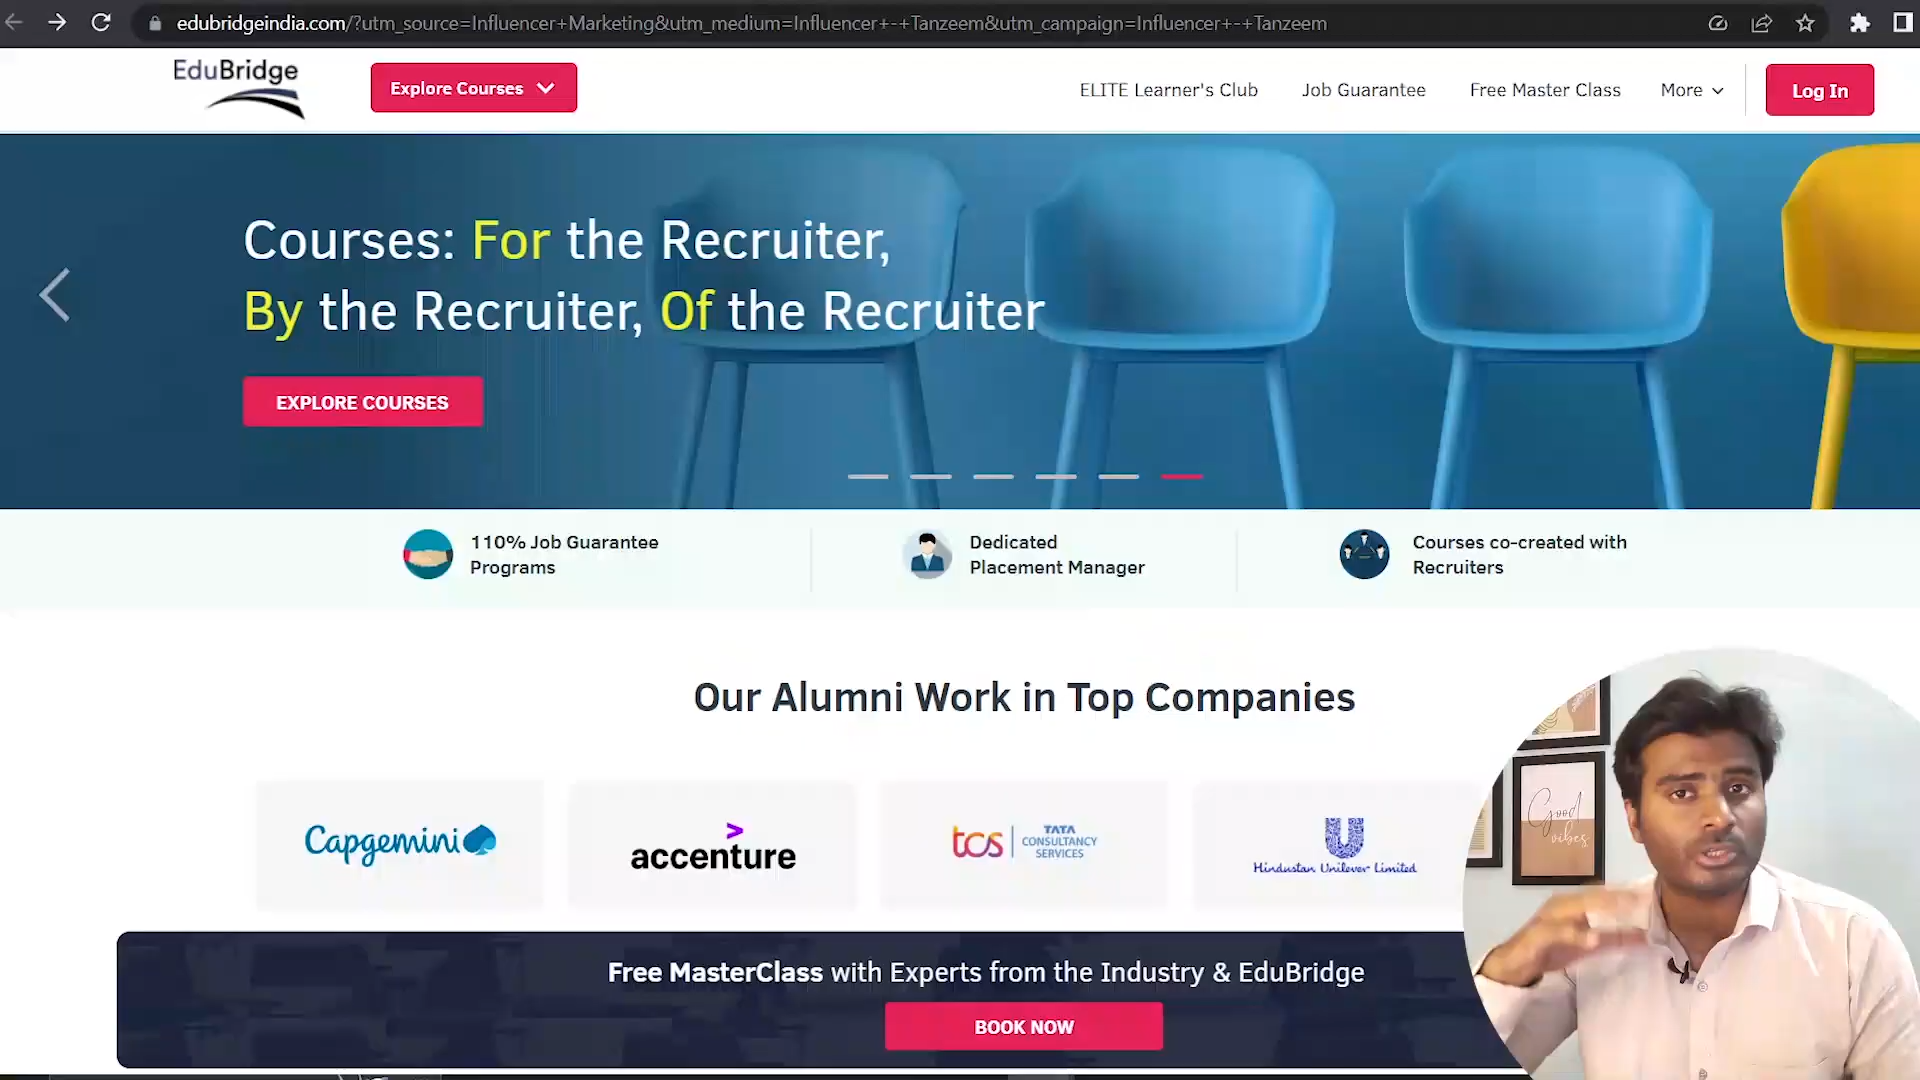 edubridgeindia.com/?utm_source=Influencer+Marketing&utm_medium=Influencer+-+Tanzeem&utm_campaign=Influencer+-+Tanzeem
EduBridge
Explore Courses
ELITE Learner's Club
Job Guarantee
Free Master Class
More
Log In
Courses: For the Recruiter,
By the Recruiter, Of the Recruiter
EXPLORE COURSES
110% Job Guarantee
Programs
Dedicated
Placement Manager
Courses co-created with
Recruiters
Our Alumni Work in Top Companies
Capgemini
accenture
tcs
TATA
CONSULTANCY
SERVICES
Hindustan Unilever Limited
Good
vibes
Free MasterClass with Experts from the Industry & EduBridge
BOOK NOW